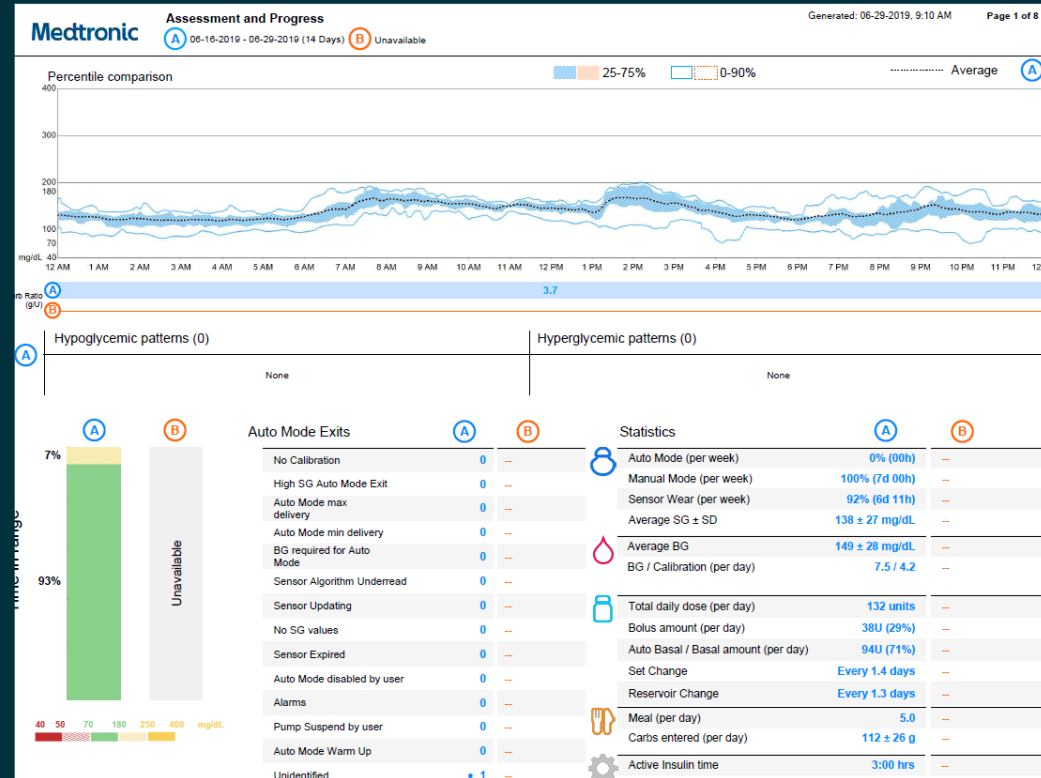 Medtronic
Assessment and Progress
A 06-16-2019 - 06-29-2019 (14 Days) B Unavailable
Generated: 06-29-2019, 9:10 AM Page 1 of 8
Percentile comparison
25-75% 0-90% Average A
400
300
200
180
100
70
mg/dL 40
12 AM 1 AM 2 AM 3 AM 4 AM 5 AM 6 AM 7 AM 8 AM 9 AM 10 AM 11 AM 12 PM 1 PM 2 PM 3 PM 4 PM 5 PM 6 PM 7 PM 8 PM 9 PM 10 PM 11 PM 12
rb Ratio A 3.7
(g/U) B
A Hypoglycemic patterns (0) Hyperglycemic patterns (0)
None None
A B
7%
93%
Unavailable
40 50 70 180 250 400 mg/dL
Auto Mode Exits A B
No Calibration 0 --
High SG Auto Mode Exit 0 --
Auto Mode max
delivery 0 --
Auto Mode min delivery 0 --
BG required for Auto
Mode 0 --
Sensor Algorithm Underread 0 --
Sensor Updating 0 --
No SG values 0 --
Sensor Expired 0 --
Auto Mode disabled by user 0 --
Alarms 0 --
Pump Suspend by user 0 --
Auto Mode Warm Up 0 --
Unidentified • 1 --
Statistics A B
Auto Mode (per week) 0% (00h) --
Manual Mode (per week) 100% (7d 00h) --
Sensor Wear (per week) 92% (6d 11h) --
Average SG ± SD 138 ± 27 mg/dL --
Average BG 149 ± 28 mg/dL --
BG / Calibration (per day) 7.5 / 4.2 --
Total daily dose (per day) 132 units --
Bolus amount (per day) 38U (29%) --
Auto Basal / Basal amount (per day) 94U (71%) --
Set Change Every 1.4 days --
Reservoir Change Every 1.3 days --
Meal (per day) 5.0 --
Carbs entered (per day) 112 ± 26 g --
Active Insulin time 3:00 hrs --